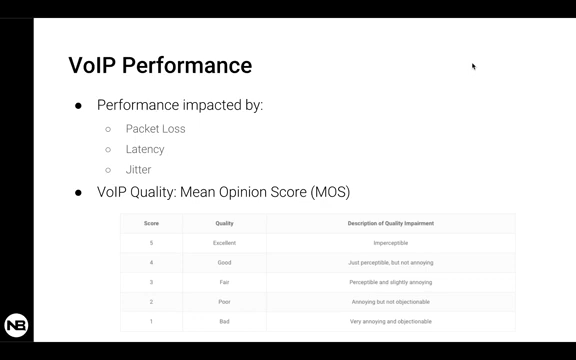 VoIP Performance
● Performance impacted by:
○ Packet Loss
○ Latency
○ Jitter
● VoIP Quality: Mean Opinion Score (MOS)
Score Quality Description of Quality Impairment
5 Excellent Imperceptible
4 Good Just perceptible, but not annoying
3 Fair Perceptible and slightly annoying
2 Poor Annoying but not objectionable
1 Bad Very annoying and objectionable
NB